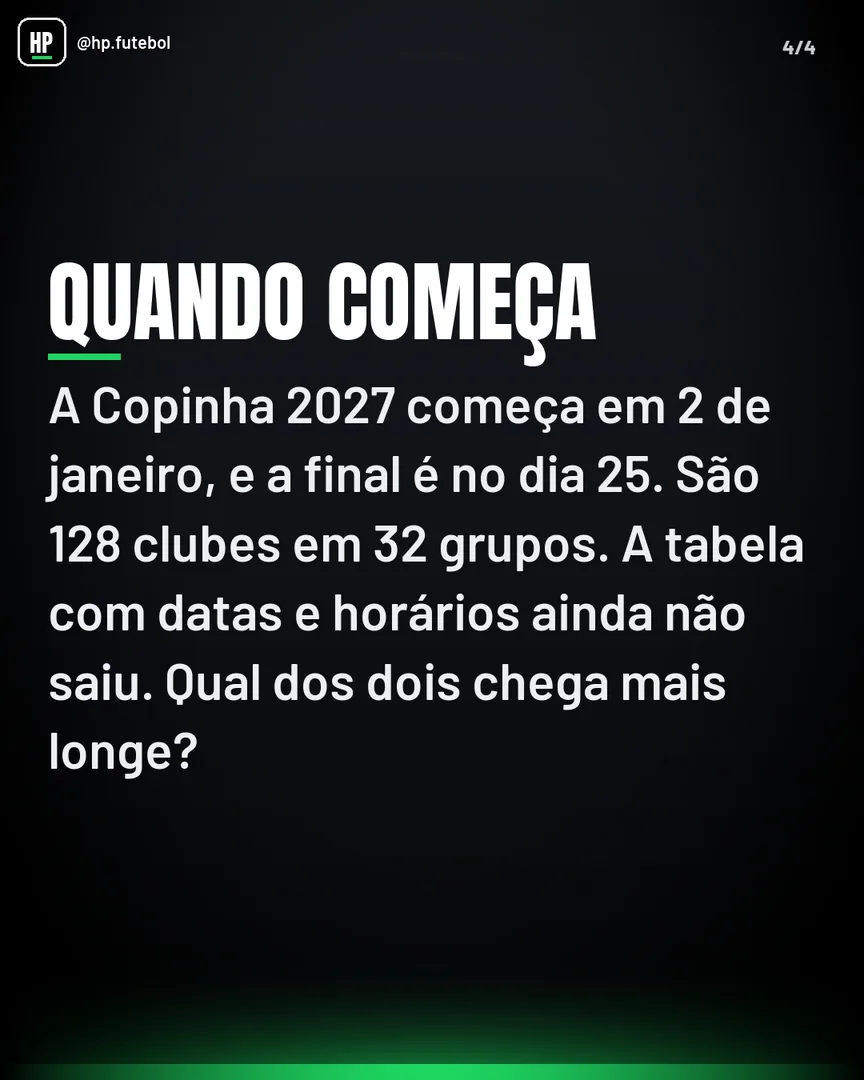 HP
@hp.futebol
4/4
QUANDO COMEÇA
A Copinha 2027 começa em 2 de
janeiro, e a final é no dia 25. São
128 clubes em 32 grupos. A tabela
com datas e horários ainda não
saiu. Qual dos dois chega mais
longe?